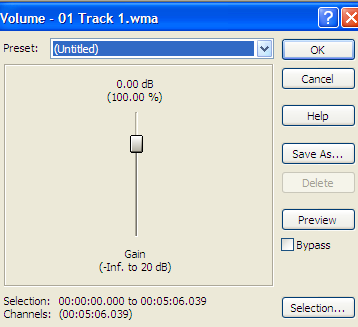 Volume - 01 Track 1.wma
Preset: (Untitled)
OK
Cancel
Help
Save As...
Delete
Preview
Bypass
0.00 dB
(100.00 %)
Gain
(-Inf. to 20 dB)
Selection: 00:00:00.000 to 00:05:06.039
Channels: (00:05:06.039)
Selection...